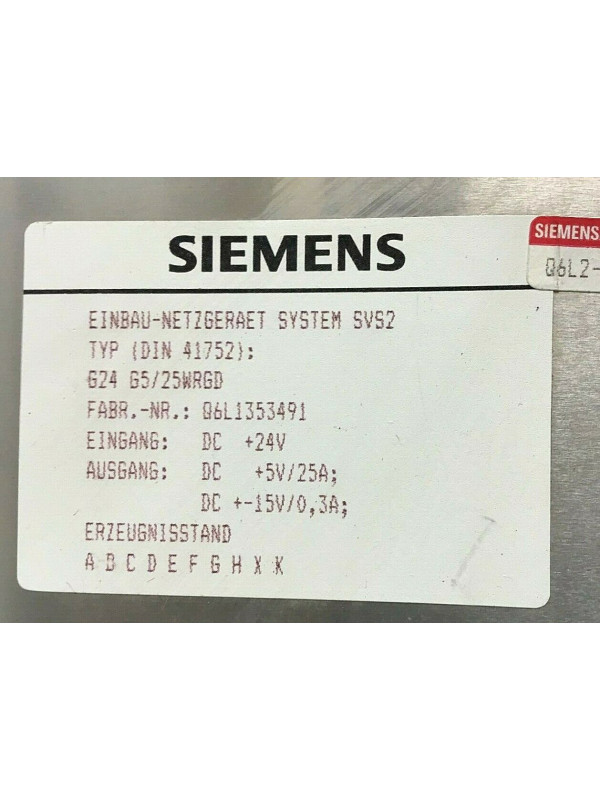 SIEMENS
SIEMENS
Q6L2-
EINBAU-NETZGERAET SYSTEM SVS2
TYP (DIN 41752):
G24 G5/25WRGD
FABR.-NR.: Q6L1353491
EINGANG: DC +24V
AUSGANG: DC +5V/25A;
DC +-15V/0,3A;
ERZEUGNISSTAND
A D C D E F G H X K